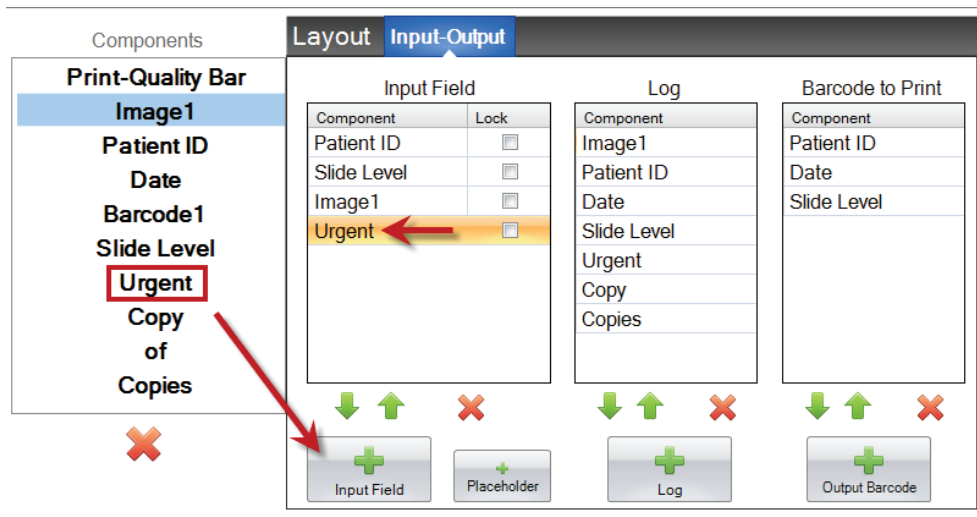 Components
Print-Quality Bar
Image1
Patient ID
Date
Barcode1
Slide Level
Urgent
Copy
of
Copies
Layout Input-Output
Input Field
Component Lock
Patient ID
Slide Level
Image1
Urgent
Input Field
Placeholder
Log
Component
Image1
Patient ID
Date
Slide Level
Urgent
Copy
Copies
Log
Barcode to Print
Component
Patient ID
Date
Slide Level
Output Barcode